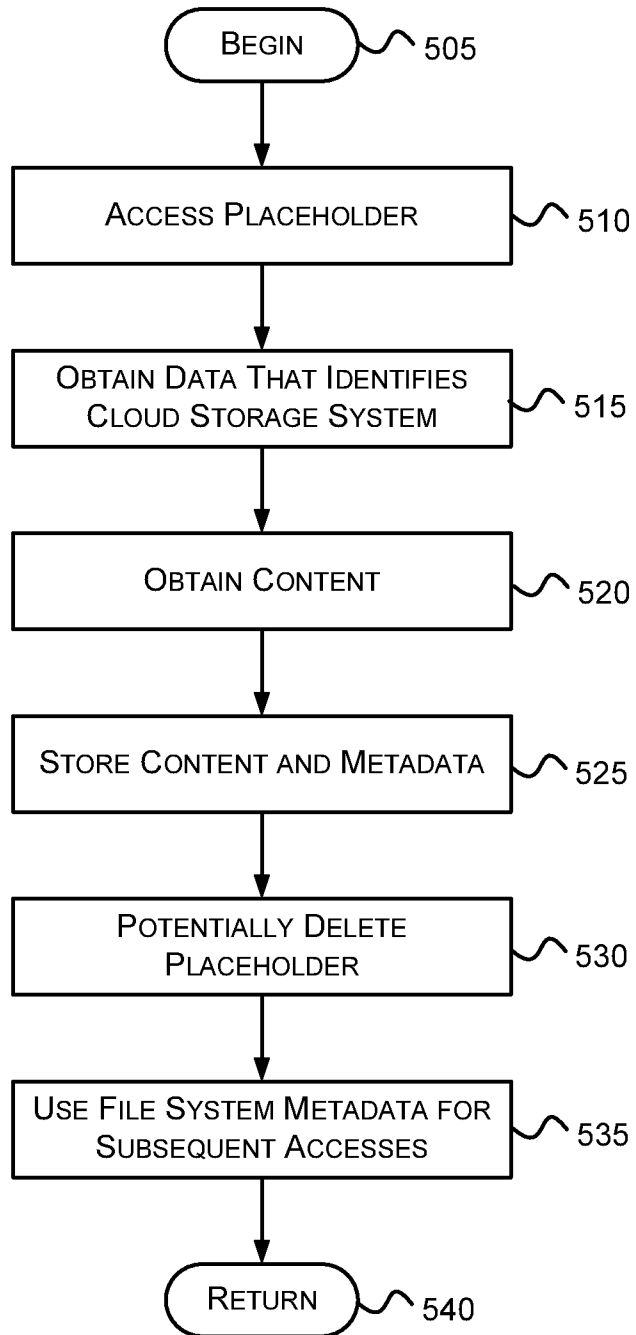 BEGIN
505
ACCESS PLACEHOLDER
510
OBTAIN DATA THAT IDENTIFIES
CLOUD STORAGE SYSTEM
515
OBTAIN CONTENT
520
STORE CONTENT AND METADATA
525
POTENTIALLY DELETE
PLACEHOLDER
530
USE FILE SYSTEM METADATA FOR
SUBSEQUENT ACCESSES
535
RETURN
540